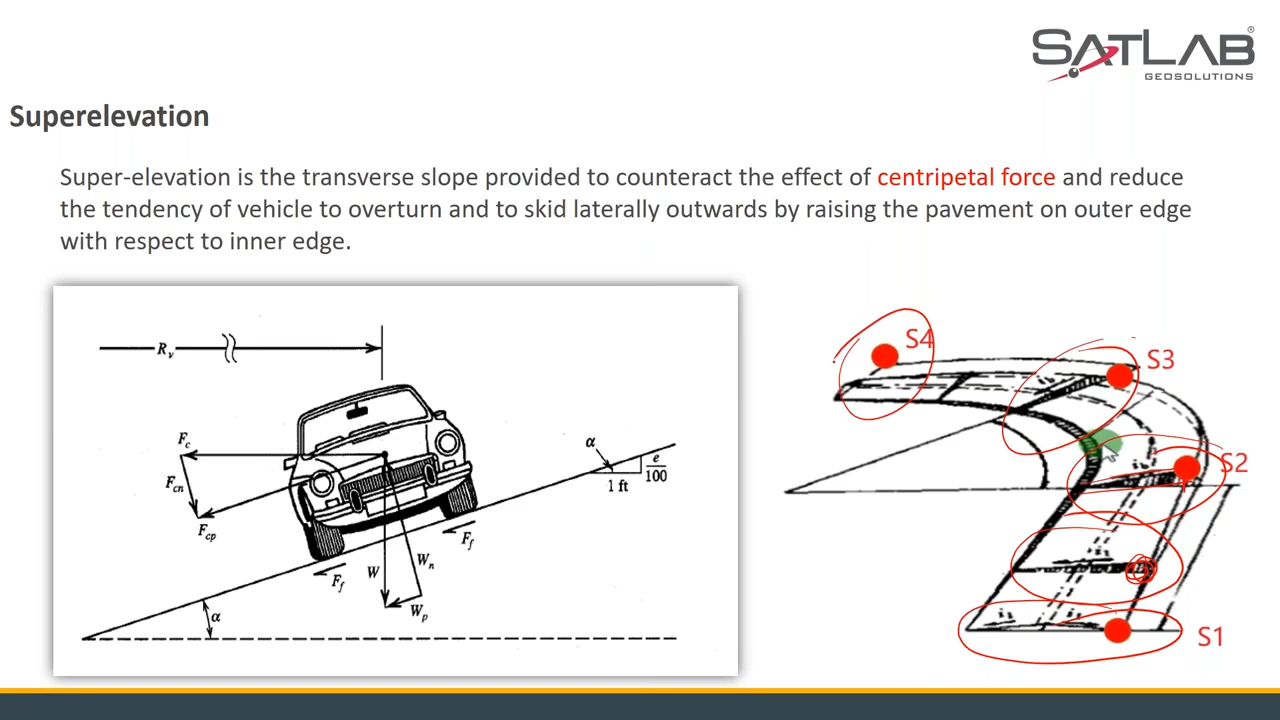 SATLAB®
GEOSOLUTIONS
Superelevation
Super-elevation is the transverse slope provided to counteract the effect of centripetal force and reduce
the tendency of vehicle to overturn and to skid laterally outwards by raising the pavement on outer edge
with respect to inner edge.
Rv
Fc
Fcn
Fcp
Ff
W
Wn
Wp
Ff
α
α
e
100
1 ft
S4
S3
S2
S1